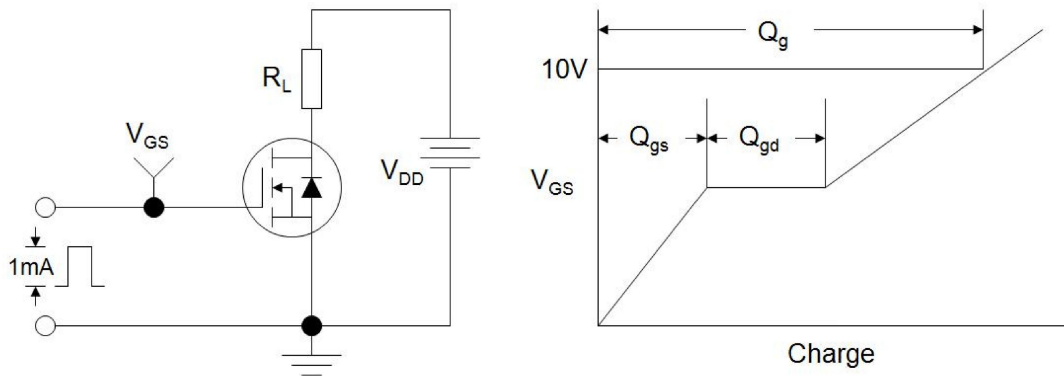 R_L
V_GS
V_DD
1mA
Q_g
10V
Q_gs
Q_gd
V_GS
Charge